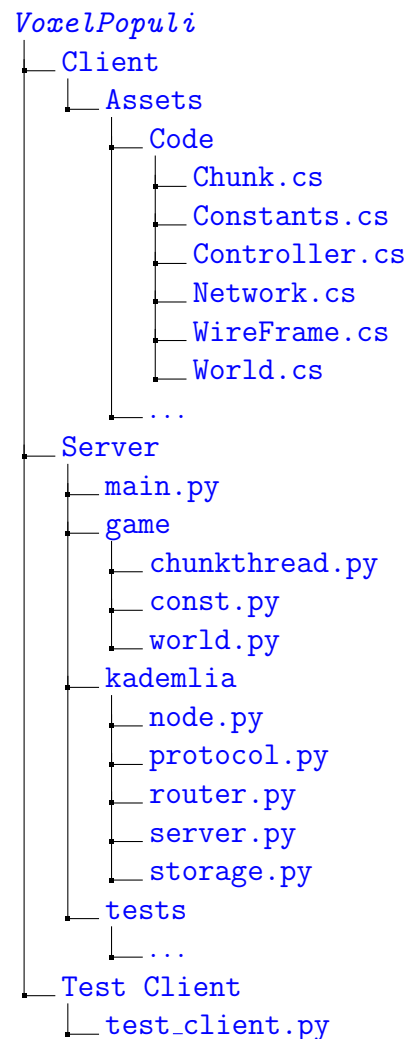 VoxelPopuli
Client
Assets
Code
Chunk.cs
Constants.cs
Controller.cs
Network.cs
WireFrame.cs
World.cs
...
Server
main.py
game
chunkthread.py
const.py
world.py
kademlia
node.py
protocol.py
router.py
server.py
storage.py
tests
...
Test Client
test_client.py